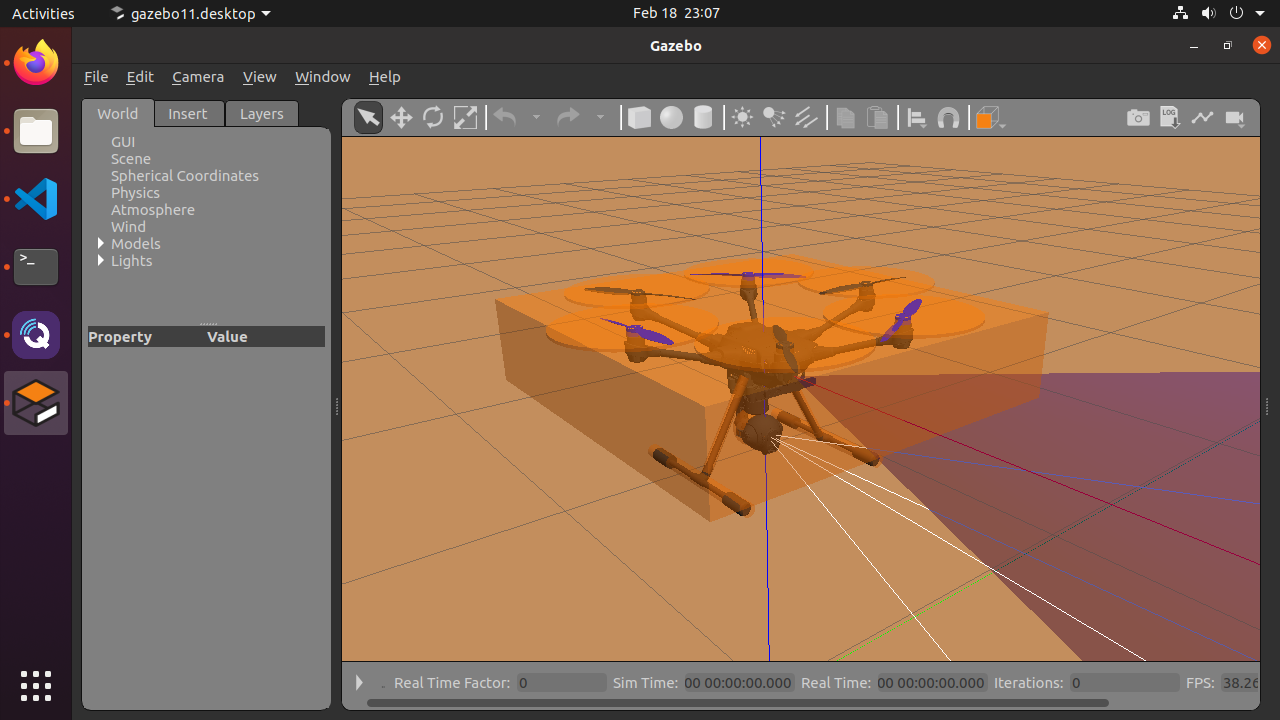 Activities gazebo11.desktop Feb 18 23:07
Gazebo
File Edit Camera View Window Help
World Insert Layers
LOG
GUI
Scene
Spherical Coordinates
Physics
Atmosphere
Wind
Models
Lights
Property Value
Real Time Factor: 0 Sim Time: 00 00:00:00.000 Real Time: 00 00:00:00.000 Iterations: 0 FPS: 38.26